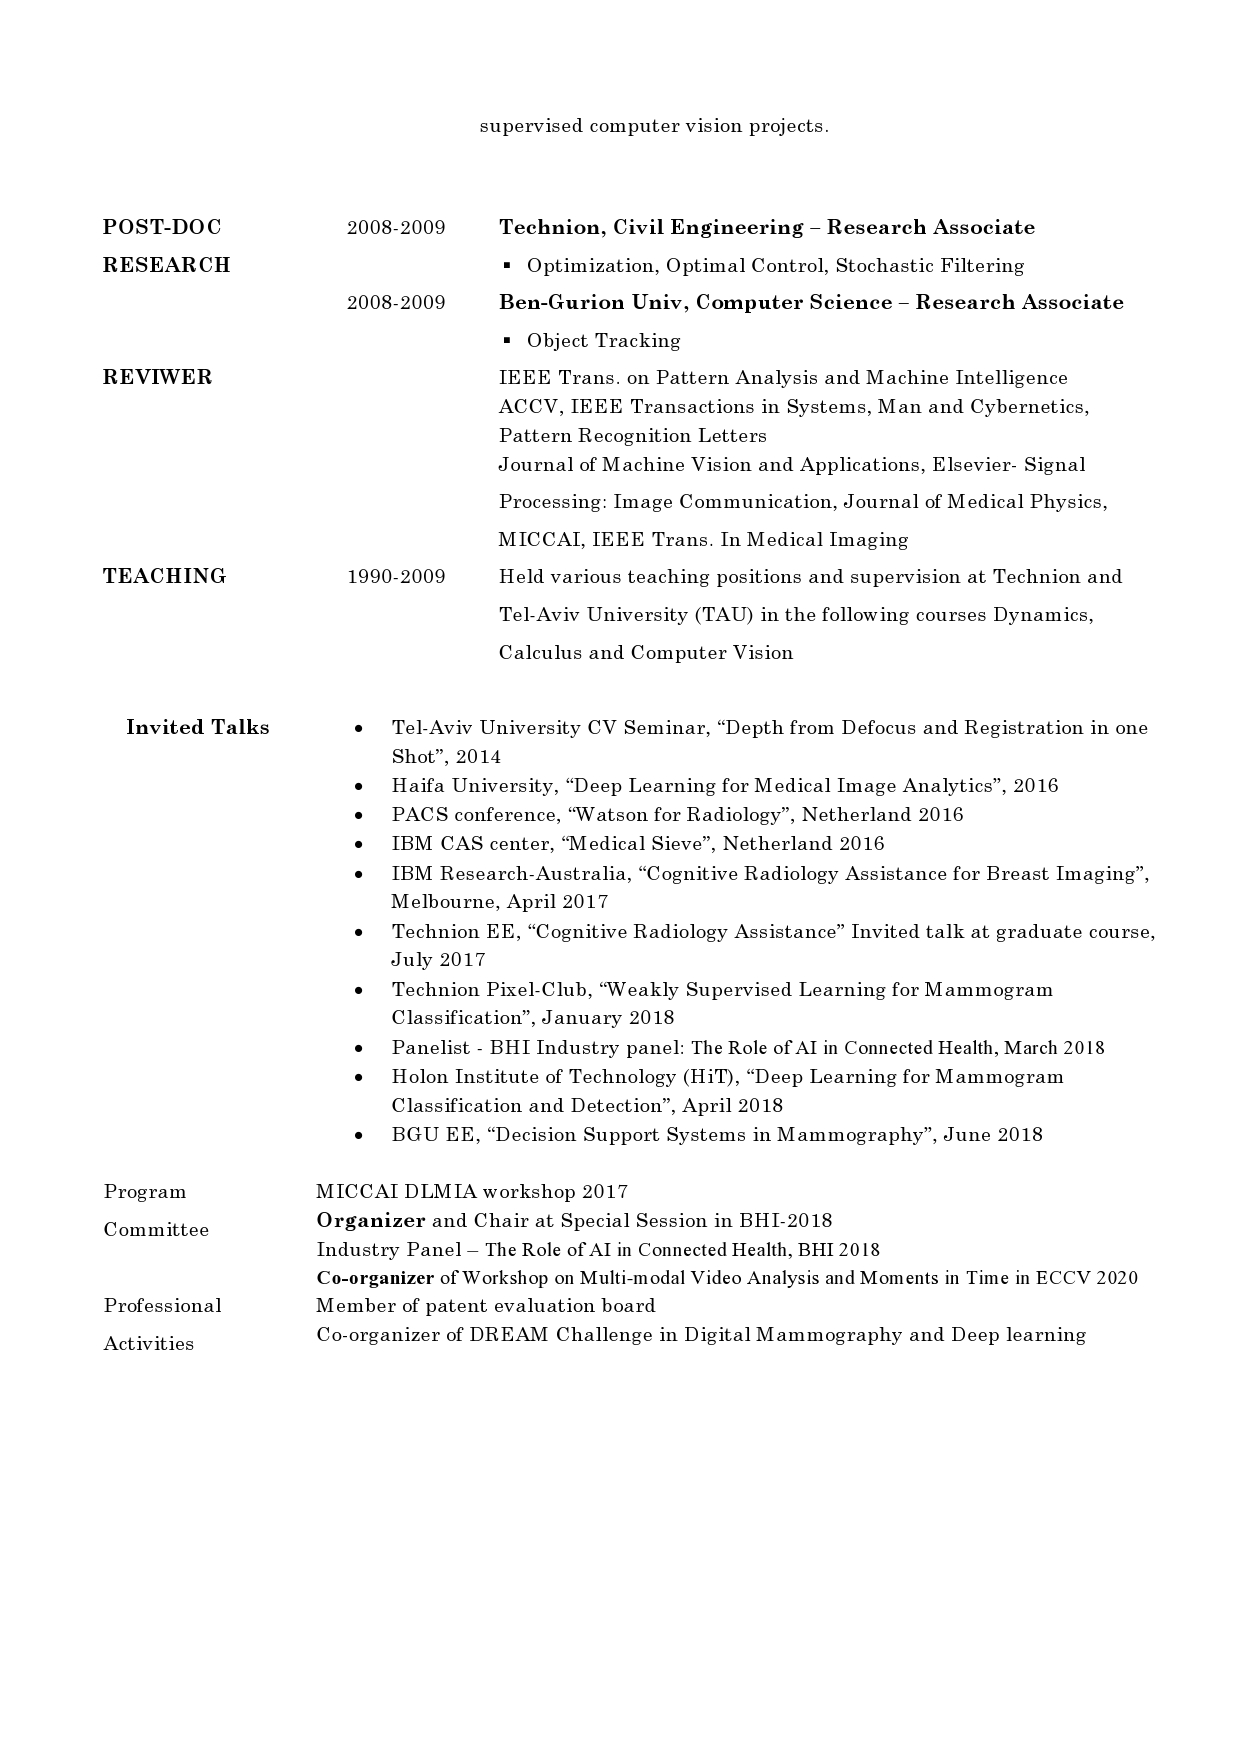 supervised computer vision projects.
POST-DOC 2008-2009 Technion, Civil Engineering – Research Associate
RESEARCH ▪ Optimization, Optimal Control, Stochastic Filtering
2008-2009 Ben-Gurion Univ, Computer Science – Research Associate
▪ Object Tracking
REVIWER IEEE Trans. on Pattern Analysis and Machine Intelligence
ACCV, IEEE Transactions in Systems, Man and Cybernetics,
Pattern Recognition Letters
Journal of Machine Vision and Applications, Elsevier- Signal
Processing: Image Communication, Journal of Medical Physics,
MICCAI, IEEE Trans. In Medical Imaging
TEACHING 1990-2009 Held various teaching positions and supervision at Technion and
Tel-Aviv University (TAU) in the following courses Dynamics,
Calculus and Computer Vision
Invited Talks • Tel-Aviv University CV Seminar, “Depth from Defocus and Registration in one
Shot”, 2014
• Haifa University, “Deep Learning for Medical Image Analytics”, 2016
• PACS conference, “Watson for Radiology”, Netherland 2016
• IBM CAS center, “Medical Sieve”, Netherland 2016
• IBM Research-Australia, “Cognitive Radiology Assistance for Breast Imaging”,
Melbourne, April 2017
• Technion EE, “Cognitive Radiology Assistance” Invited talk at graduate course,
July 2017
• Technion Pixel-Club, “Weakly Supervised Learning for Mammogram
Classification”, January 2018
• Panelist - BHI Industry panel: The Role of AI in Connected Health, March 2018
• Holon Institute of Technology (HiT), “Deep Learning for Mammogram
Classification and Detection”, April 2018
• BGU EE, “Decision Support Systems in Mammography”, June 2018
Program MICCAI DLMIA workshop 2017
Committee Organizer and Chair at Special Session in BHI-2018
Industry Panel – The Role of AI in Connected Health, BHI 2018
Co-organizer of Workshop on Multi-modal Video Analysis and Moments in Time in ECCV 2020
Professional Member of patent evaluation board
Activities Co-organizer of DREAM Challenge in Digital Mammography and Deep learning